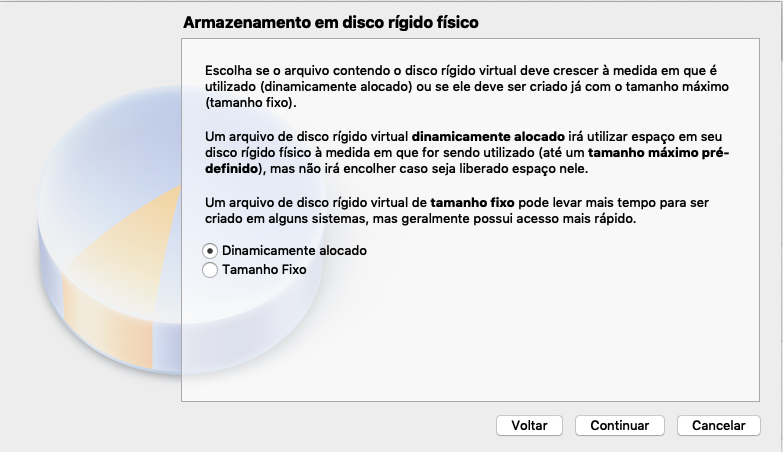 Armazenamento em disco rígido físico
Escolha se o arquivo contendo o disco rígido virtual deve crescer à medida em que é
utilizado (dinamicamente alocado) ou se ele deve ser criado já com o tamanho máximo
(tamanho fixo).
Um arquivo de disco rígido virtual dinamicamente alocado irá utilizar espaço em seu
disco rígido físico à medida em que for sendo utilizado (até um tamanho máximo pré-
definido), mas não irá encolher caso seja liberado espaço nele.
Um arquivo de disco rígido virtual de tamanho fixo pode levar mais tempo para ser
criado em alguns sistemas, mas geralmente possui acesso mais rápido.
Dinamicamente alocado
Tamanho Fixo
Voltar Continuar Cancelar